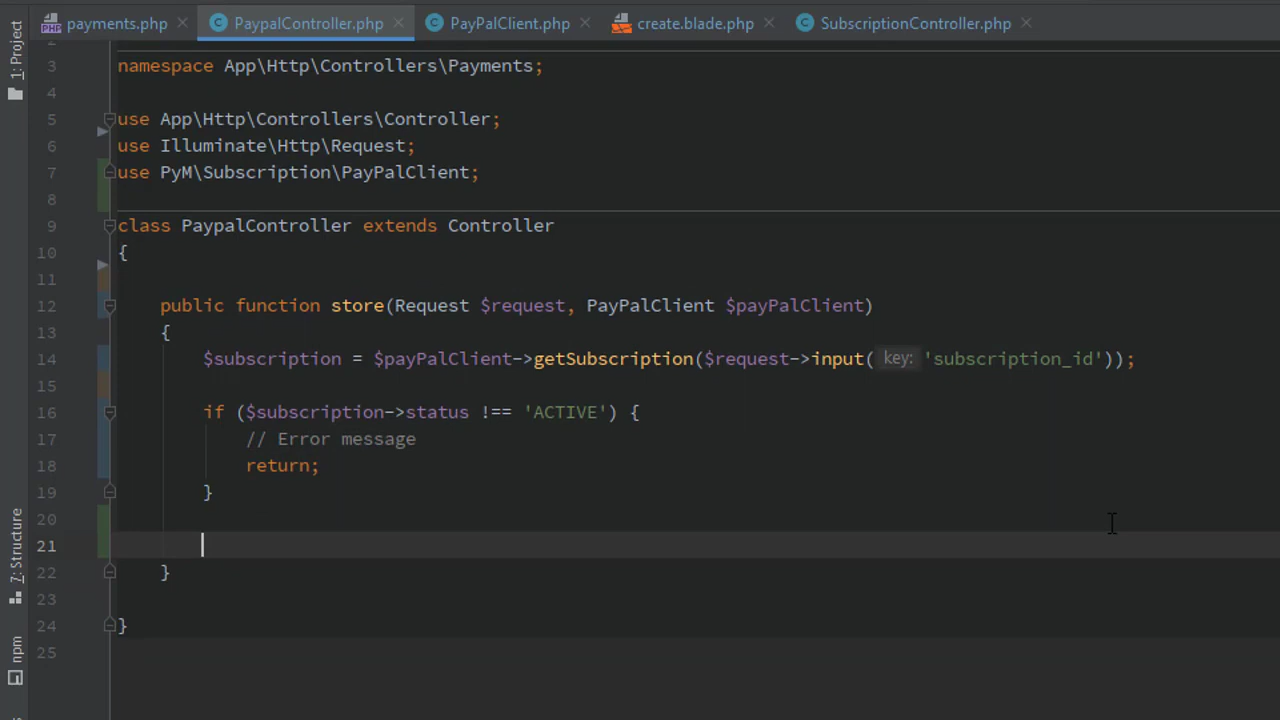 payments.php PaypalController.php PayPalClient.php create.blade.php SubscriptionController.php
1: Project
7: Structure
npm
3 namespace App\Http\Controllers\Payments;
4
5 use App\Http\Controllers\Controller;
6 use Illuminate\Http\Request;
7 use PyM\Subscription\PayPalClient;
8
9 class PaypalController extends Controller
10 {
11
12 public function store(Request $request, PayPalClient $payPalClient)
13 {
14 $subscription = $payPalClient->getSubscription($request->input( key: 'subscription_id'));
15
16 if ($subscription->status !== 'ACTIVE') {
17 // Error message
18 return;
19 }
20
21
22 }
23
24 }
25